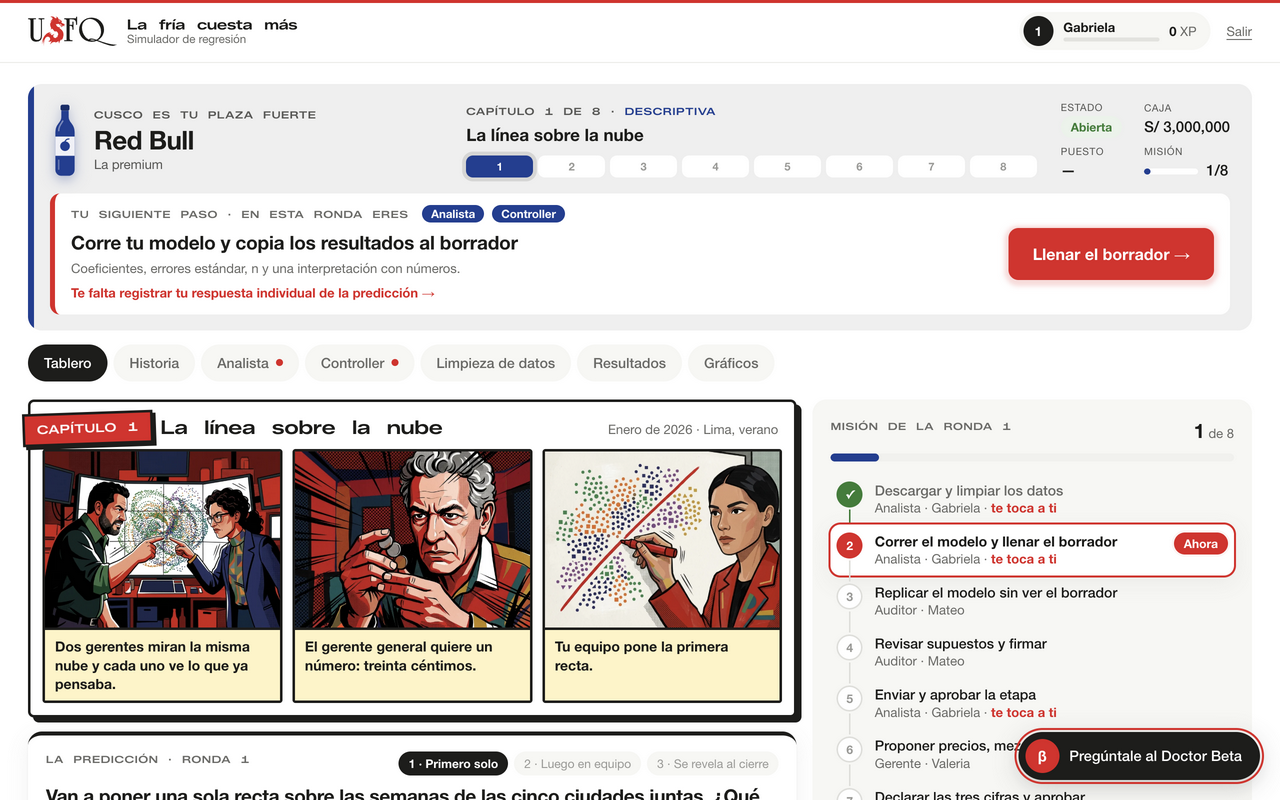 USFQ
La fría cuesta más
Simulador de regresión
1
Gabriela
0 XP
Salir
CUSCO ES TU PLAZA FUERTE
Red Bull
La premium
CAPÍTULO 1 DE 8 · DESCRIPTIVA
La línea sobre la nube
1 2 3 4 5 6 7 8
ESTADO
Abierta
CAJA
S/ 3,000,000
PUESTO
—
MISIÓN
1/8
TU SIGUIENTE PASO · EN ESTA RONDA ERES Analista Controller
Corre tu modelo y copia los resultados al borrador
Coeficientes, errores estándar, n y una interpretación con números.
Te falta registrar tu respuesta individual de la predicción →
Llenar el borrador →
Tablero Historia Analista Controller Limpieza de datos Resultados Gráficos
CAPÍTULO 1
La línea sobre la nube
Enero de 2026 · Lima, verano
Dos gerentes miran la misma
nube y cada uno ve lo que ya
pensaba.
El gerente general quiere un
número: treinta céntimos.
Tu equipo pone la primera
recta.
LA PREDICCIÓN · RONDA 1
1 · Primero solo
2 · Luego en equipo
3 · Se revela al cierre
Van a poner una sola recta sobre las semanas de las cinco ciudades juntas. ¿Qué
MISIÓN DE LA RONDA 1
1 de 8
Descargar y limpiar los datos
Analista · Gabriela · te toca a ti
2
Correr el modelo y llenar el borrador
Analista · Gabriela · te toca a ti
Ahora
3
Replicar el modelo sin ver el borrador
Auditor · Mateo
4
Revisar supuestos y firmar
Auditor · Mateo
5
Enviar y aprobar la etapa
Analista · Gabriela · te toca a ti
6
Proponer precios,
Gerente · Valeria
Declarar las tres cifras y aprobar
β
Pregúntale al Doctor Beta